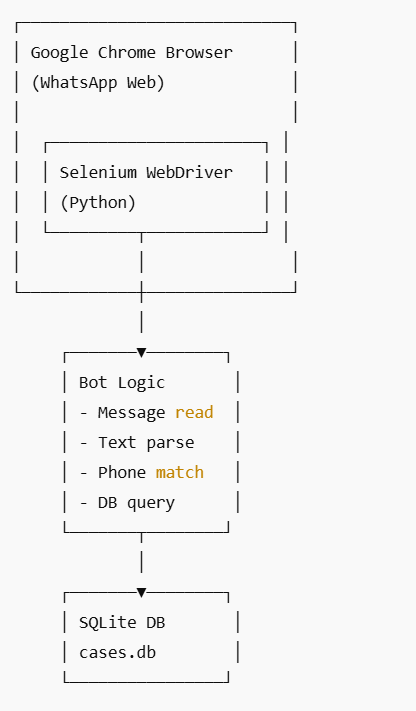 Google Chrome Browser
(WhatsApp Web)
Selenium WebDriver
(Python)
Bot Logic
- Message read
- Text parse
- Phone match
- DB query
SQLite DB
cases.db